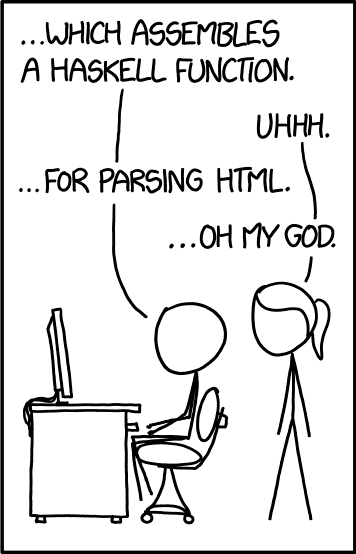 ...WHICH ASSEMBLES
A HASKELL FUNCTION.
UHHH.
...FOR PARSING HTML.
...OH MY GOD.